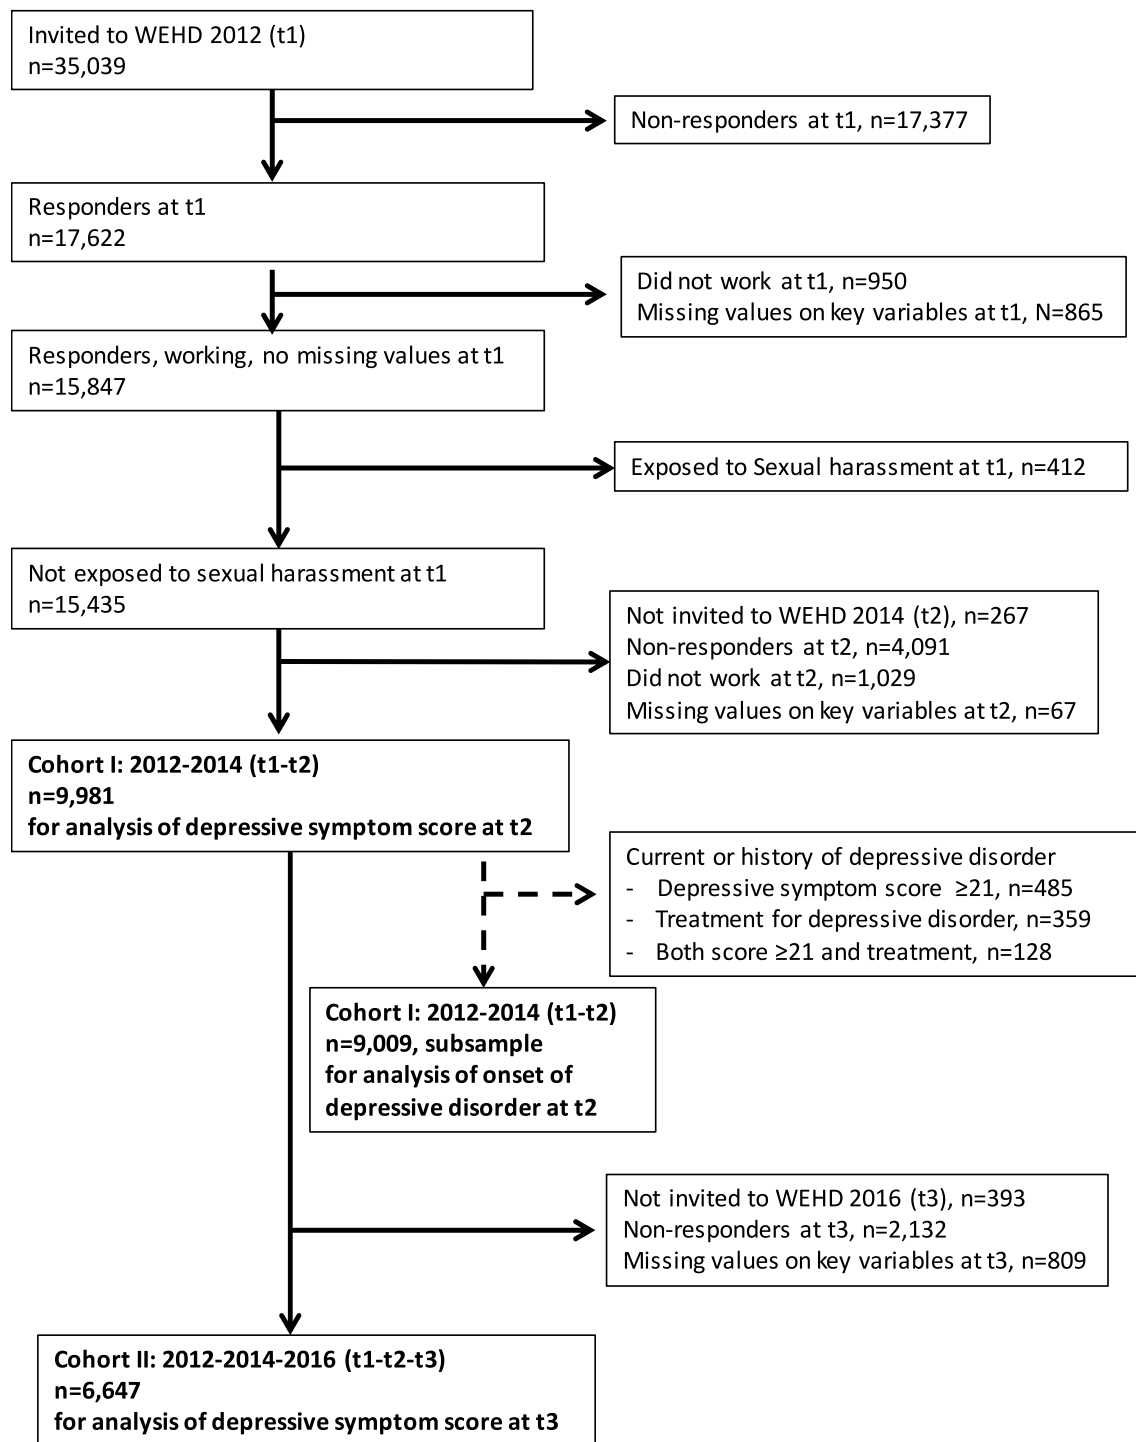 Invited to WEHD 2012 (t1)
n=35,039
Non-responders at t1, n=17,377
Responders at t1
n=17,622
Did not work at t1, n=950
Missing values on key variables at t1, N=865
Responders, working, no missing values at t1
n=15,847
Exposed to Sexual harassment at t1, n=412
Not exposed to sexual harassment at t1
n=15,435
Not invited to WEHD 2014 (t2), n=267
Non-responders at t2, n=4,091
Did not work at t2, n=1,029
Missing values on key variables at t2, n=67
Cohort I: 2012-2014 (t1-t2)
n=9,981
for analysis of depressive symptom score at t2
Current or history of depressive disorder
- Depressive symptom score ≥21, n=485
- Treatment for depressive disorder, n=359
- Both score ≥21 and treatment, n=128
Cohort I: 2012-2014 (t1-t2)
n=9,009, subsample
for analysis of onset of
depressive disorder at t2
Not invited to WEHD 2016 (t3), n=393
Non-responders at t3, n=2,132
Missing values on key variables at t3, n=809
Cohort II: 2012-2014-2016 (t1-t2-t3)
n=6,647
for analysis of depressive symptom score at t3